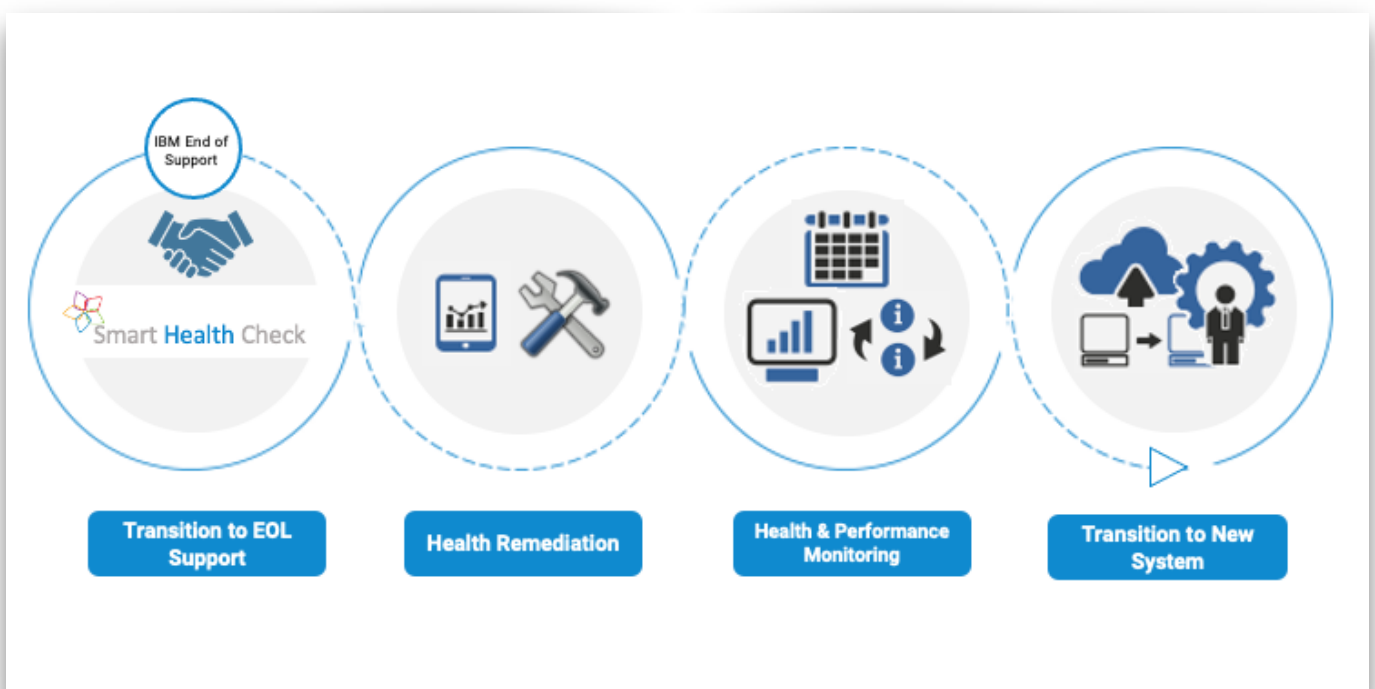 IBM End of
Support
Smart Health Check
i
i
Transition to EOL
Support
Health Remediation
Health & Performance
Monitoring
Transition to New
System